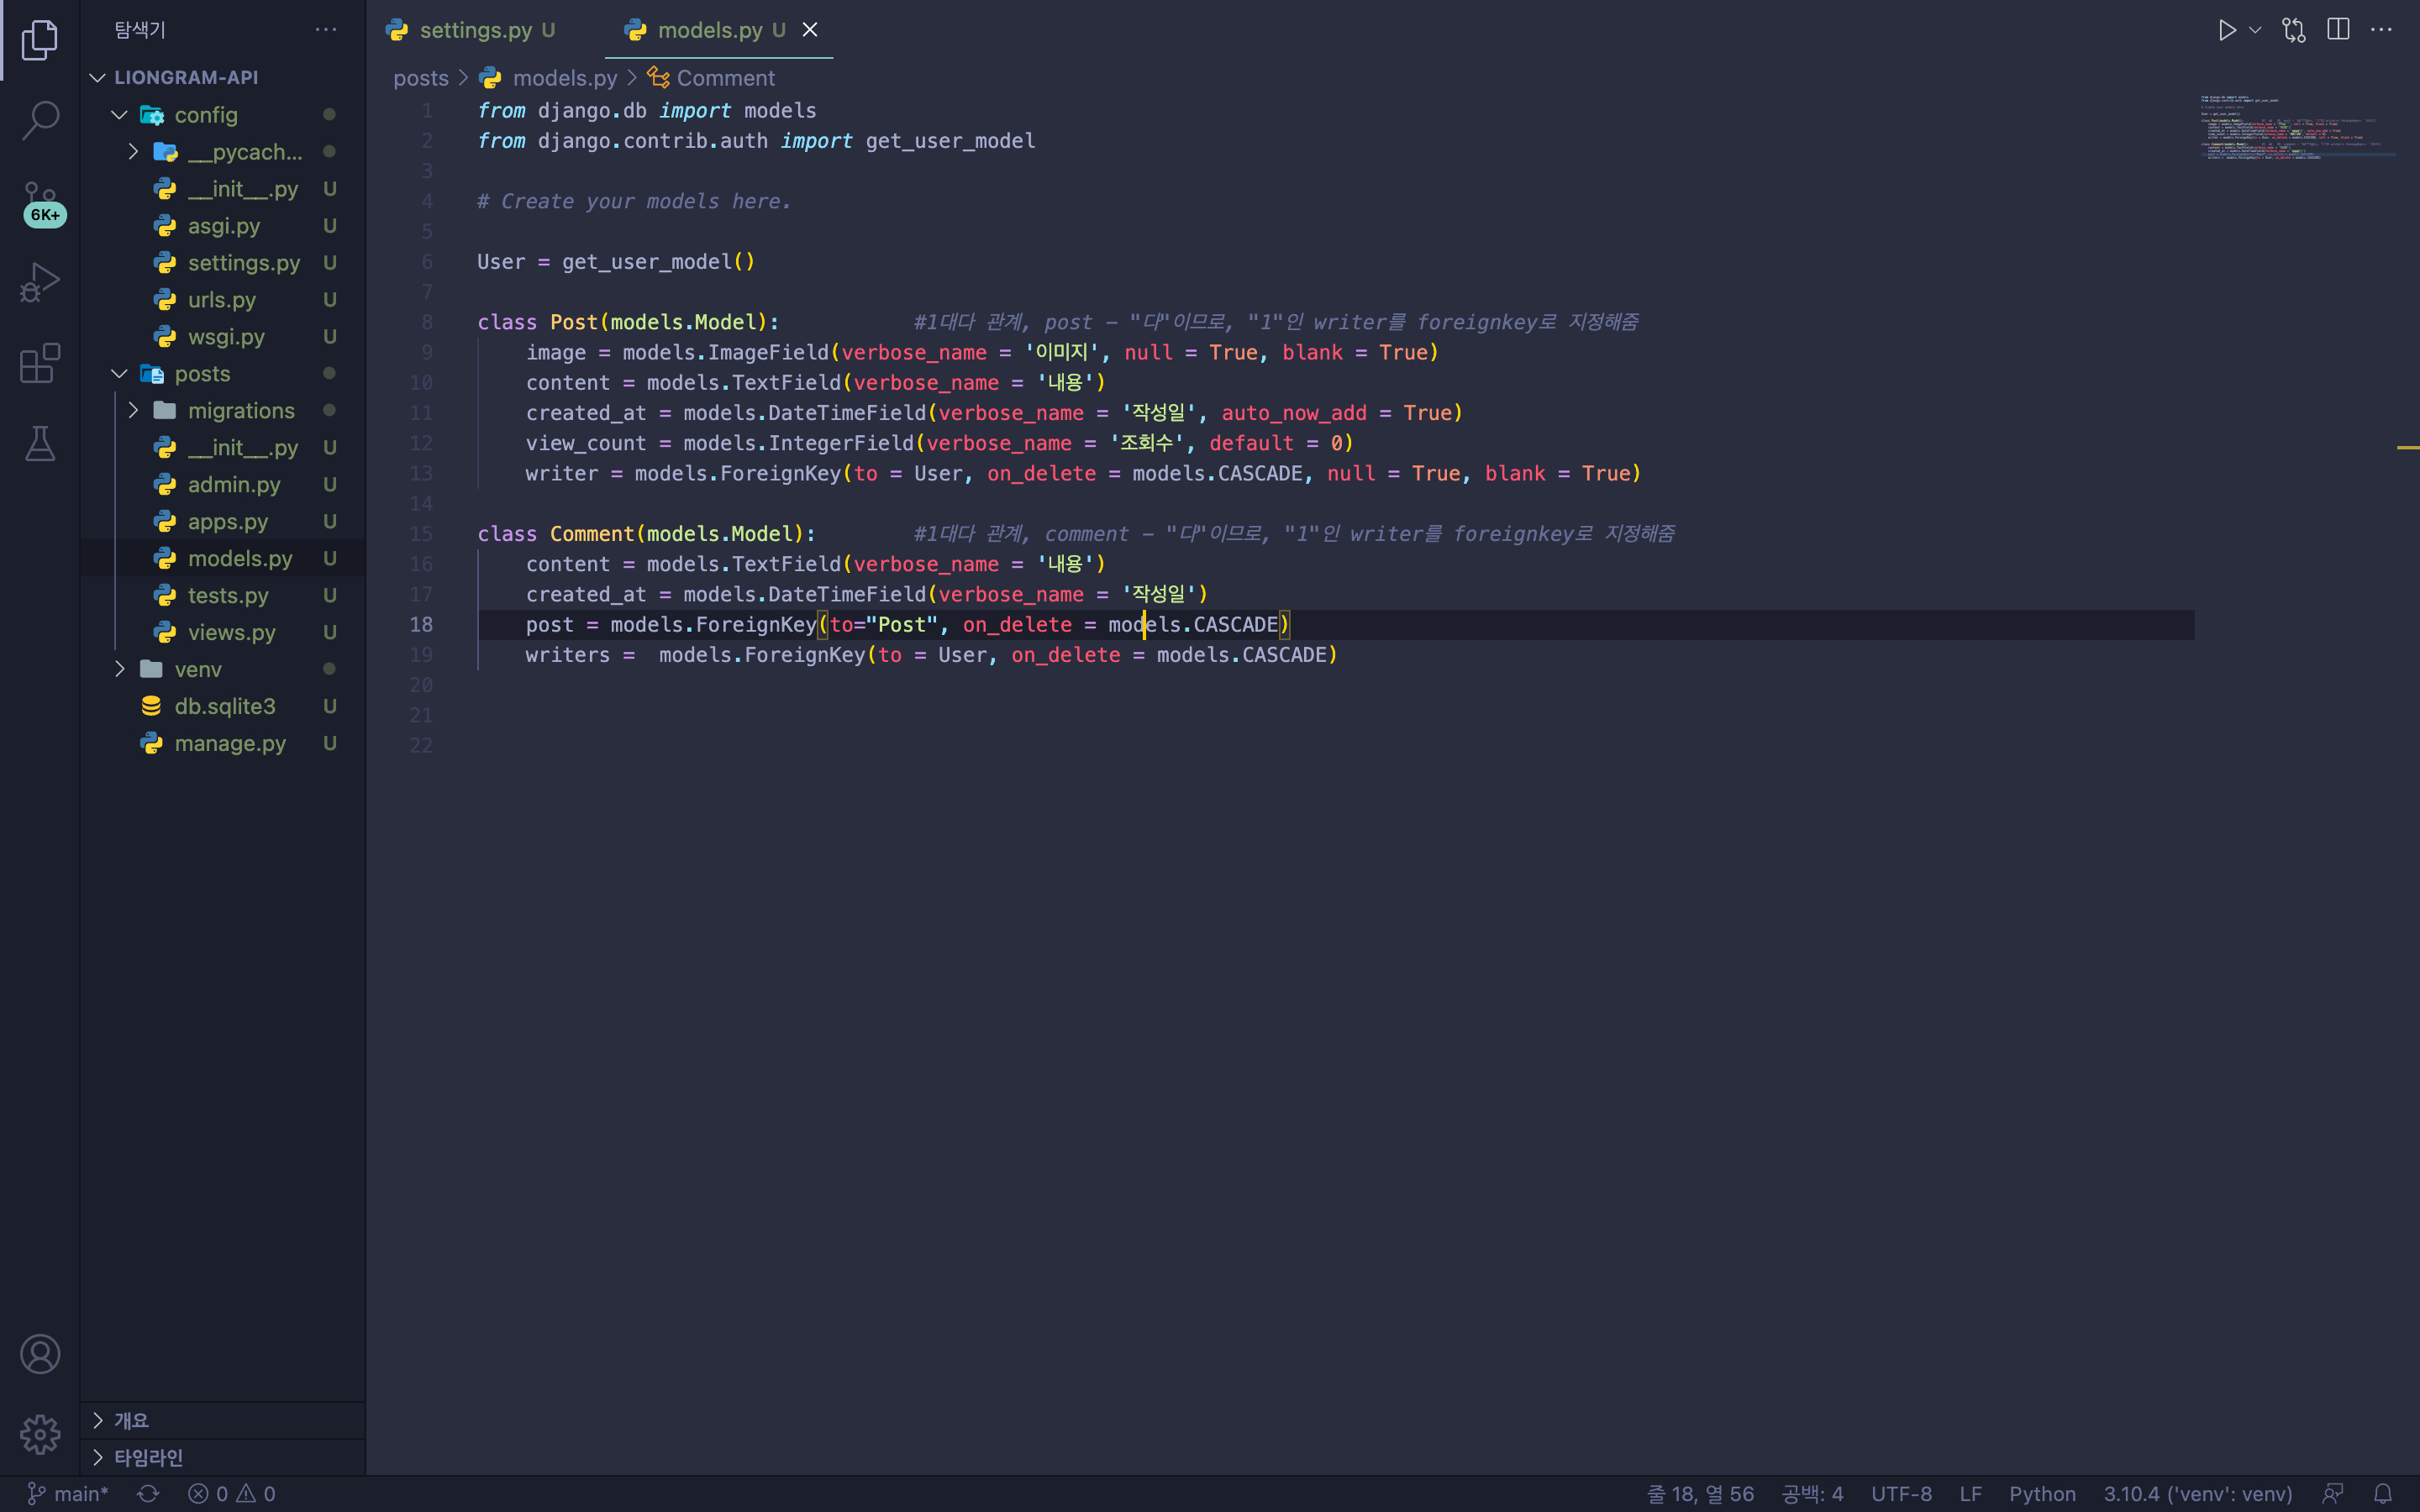 탐색기 ···
LIONGRAM-API
config
__pycach...
__init__.py U
asgi.py U
settings.py U
urls.py U
wsgi.py U
posts
migrations
__init__.py U
admin.py U
apps.py U
models.py U
tests.py U
views.py U
venv
db.sqlite3 U
manage.py U
개요
타임라인
6K+
settings.py U
models.py U
posts > models.py > Comment
1 from django.db import models
2 from django.contrib.auth import get_user_model
3
4 # Create your models here.
5
6 User = get_user_model()
7
8 class Post(models.Model): #1대다 관계, post - "다"이므로, "1"인 writer를 foreignkey로 지정해줌
9 image = models.ImageField(verbose_name = '이미지', null = True, blank = True)
10 content = models.TextField(verbose_name = '내용')
11 created_at = models.DateTimeField(verbose_name = '작성일', auto_now_add = True)
12 view_count = models.IntegerField(verbose_name = '조회수', default = 0)
13 writer = models.ForeignKey(to = User, on_delete = models.CASCADE, null = True, blank = True)
14
15 class Comment(models.Model): #1대다 관계, comment - "다"이므로, "1"인 writer를 foreignkey로 지정해줌
16 content = models.TextField(verbose_name = '내용')
17 created_at = models.DateTimeField(verbose_name = '작성일')
18 post = models.ForeignKey(to="Post", on_delete = models.CASCADE)
19 writers =  models.ForeignKey(to = User, on_delete = models.CASCADE)
20
21
22
main* 0 0 줄 18, 열 56 공백: 4 UTF-8 LF Python 3.10.4 ('venv': venv)